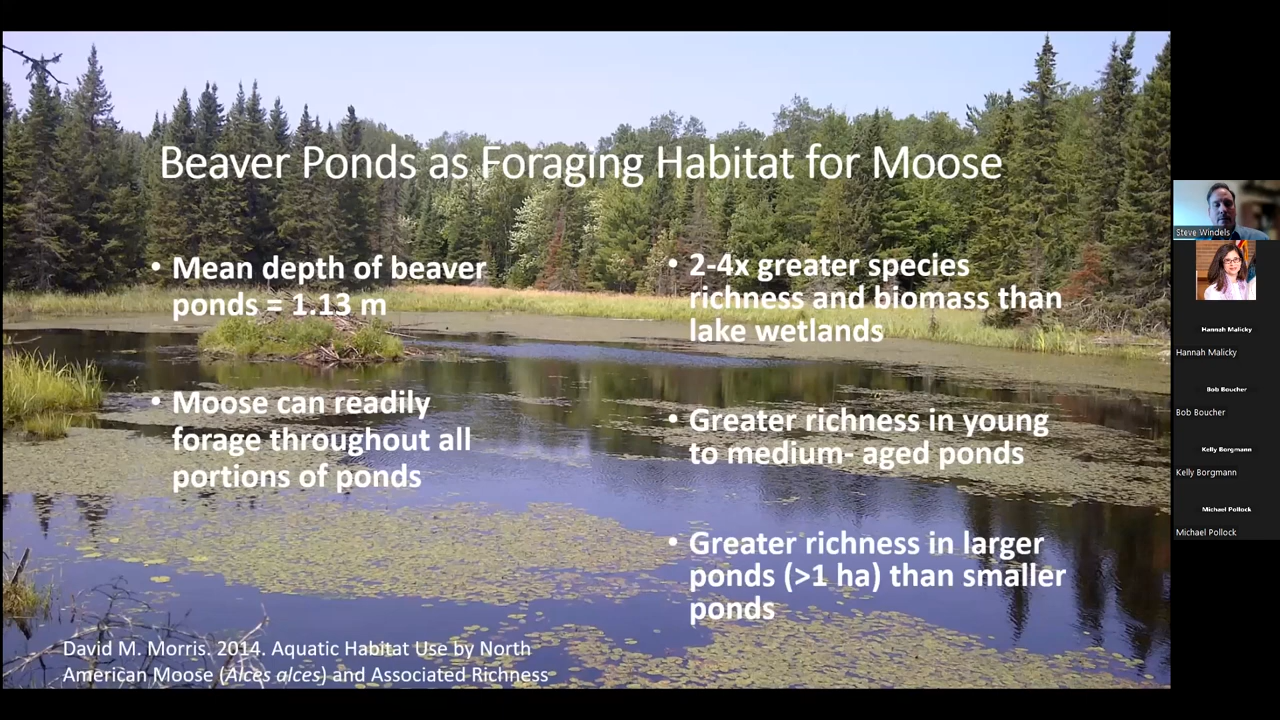 Beaver Ponds as Foraging Habitat for Moose
• Mean depth of beaver
ponds = 1.13 m
• Moose can readily
forage throughout all
portions of ponds
• 2-4x greater species
richness and biomass than
lake wetlands
• Greater richness in young
to medium- aged ponds
• Greater richness in larger
ponds (>1 ha) than smaller
ponds
David M. Morris. 2014. Aquatic Habitat Use by North
American Moose (Alces alces) and Associated Richness
Steve Windels
Hannah Malicky
Hannah Malicky
Bob Boucher
Bob Boucher
Kelly Borgmann
Kelly Borgmann
Michael Pollock
Michael Pollock